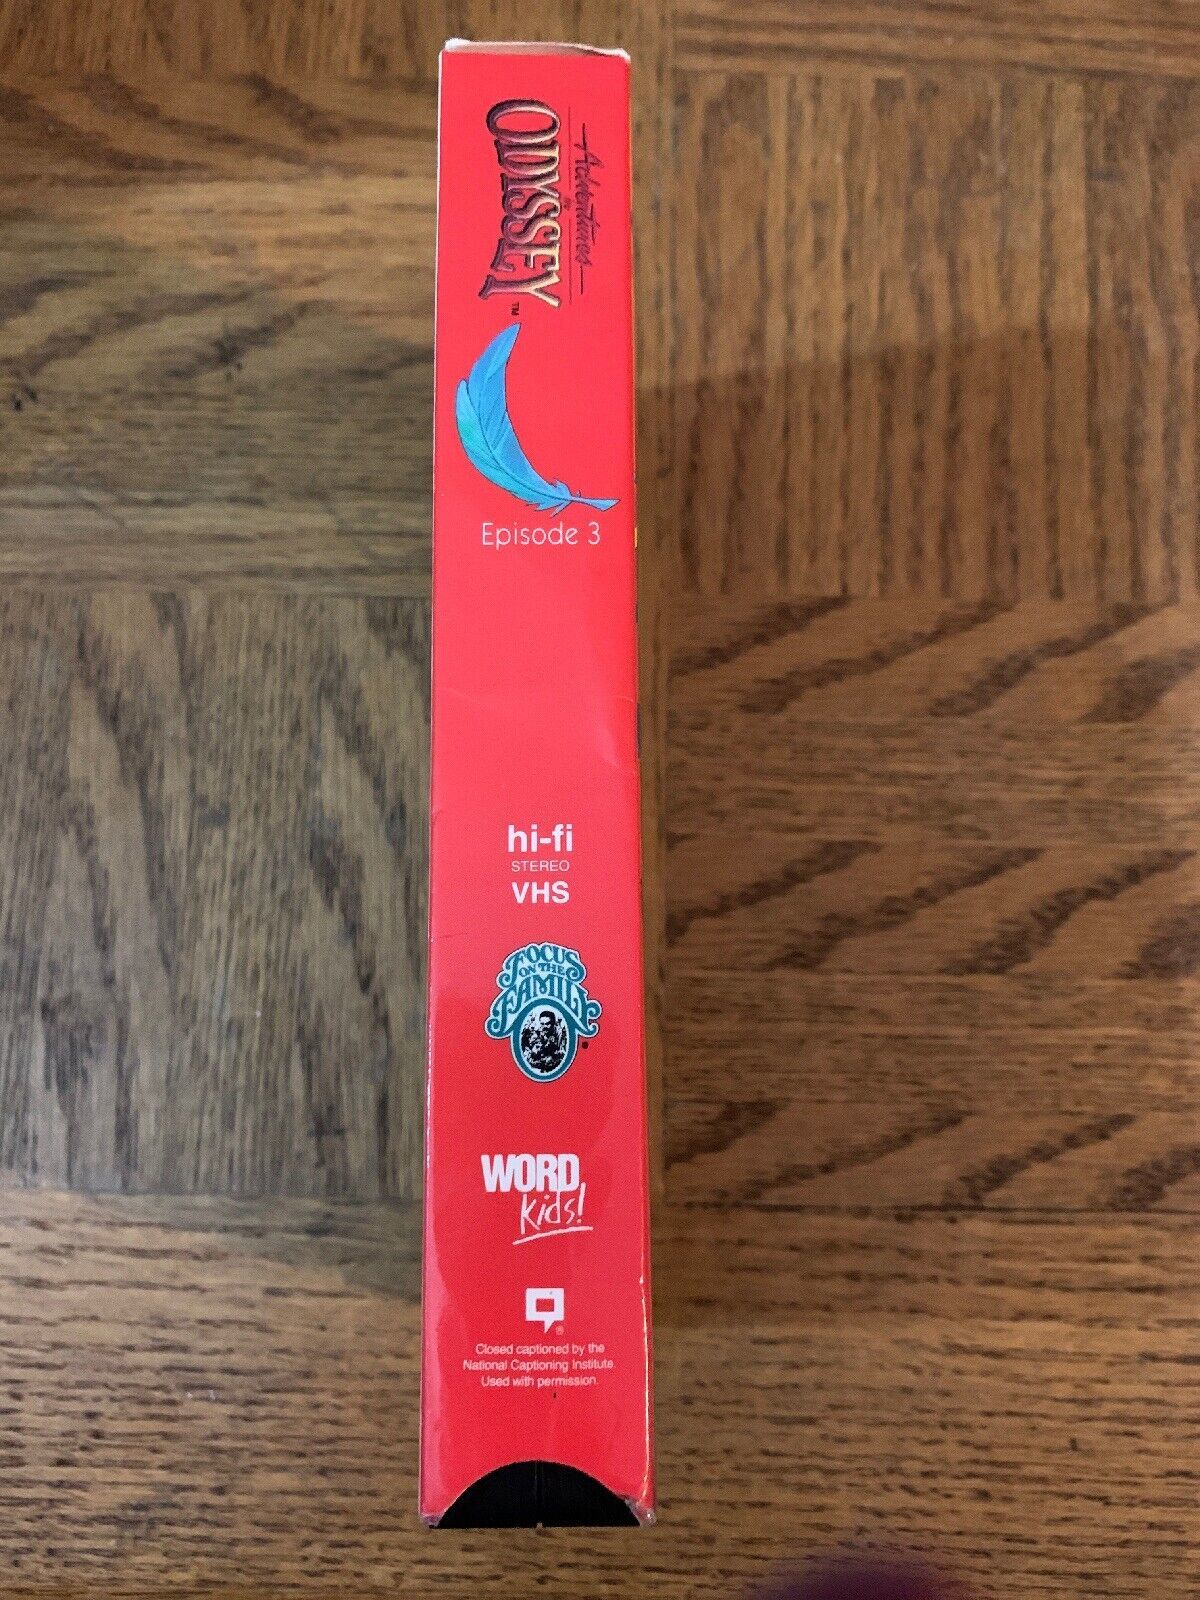 Adventures
in
ODYSSEY™
Episode 3
hi-fi
STEREO
VHS
FOCUS
ON THE
FAMILY®
WORD
Kids!
®
Closed captioned by the
National Captioning Institute.
Used with permission.